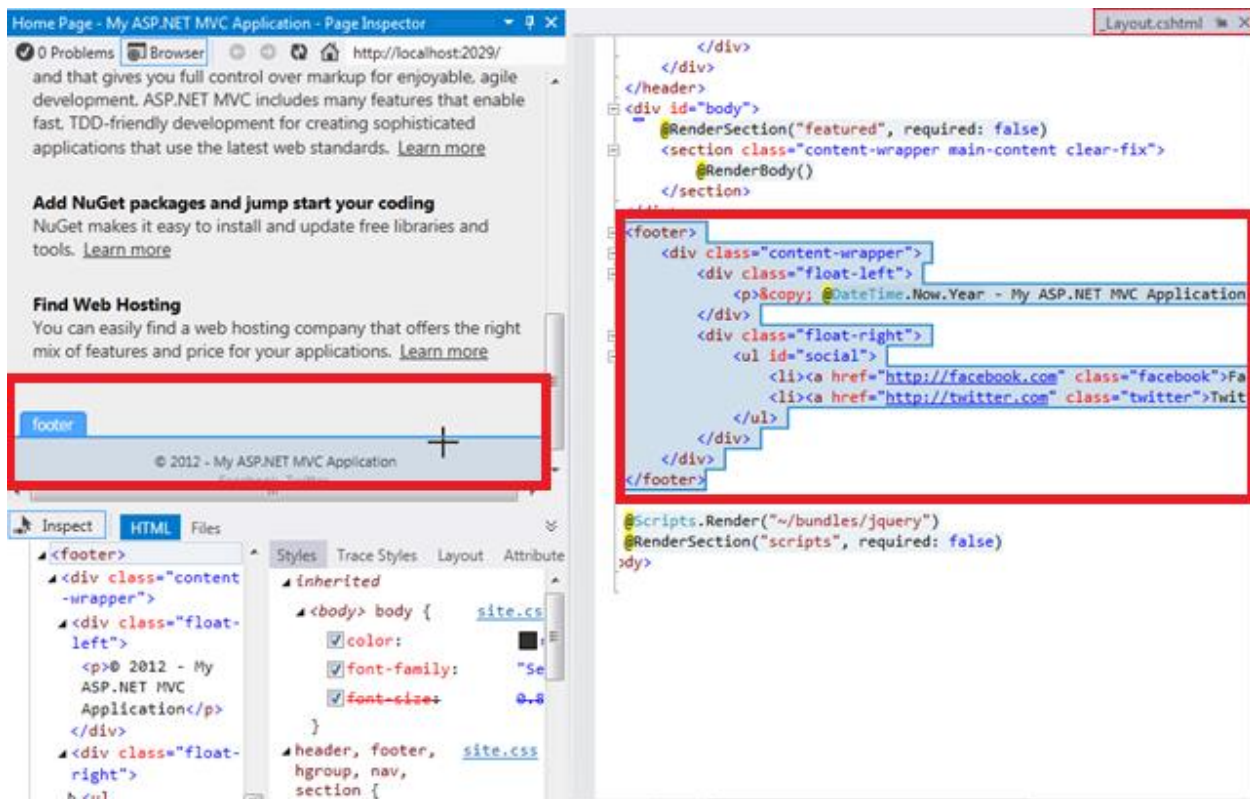 Home Page - My ASP.NET MVC Application - Page Inspector
0 Problems Browser http://localhost:2029/
and that gives you full control over markup for enjoyable, agile
development. ASP.NET MVC includes many features that enable
fast, TDD-friendly development for creating sophisticated
applications that use the latest web standards. Learn more
Add NuGet packages and jump start your coding
NuGet makes it easy to install and update free libraries and
tools. Learn more
Find Web Hosting
You can easily find a web hosting company that offers the right
mix of features and price for your applications. Learn more
footer
© 2012 - My ASP.NET MVC Application
Inspect HTML Files
<footer>
<div class="content
-wrapper">
<div class="float-
left">
<p>© 2012 - My
ASP.NET MVC
Application</p>
</div>
<div class="float-
right">
<ul
Styles Trace Styles Layout Attribute
inherited
<body> body { site.cs
color:
font-family: "Se
font-size: 0.8
}
header, footer, site.css
hgroup, nav,
section {
_Layout.cshtml
</div>
</div>
</header>
<div id="body">
@RenderSection("featured", required: false)
<section class="content-wrapper main-content clear-fix">
@RenderBody()
</section>
<footer>
<div class="content-wrapper">
<div class="float-left">
<p>&copy; @DateTime.Now.Year - My ASP.NET MVC Application
</div>
<div class="float-right">
<ul id="social">
<li><a href="http://facebook.com" class="facebook">Fa
<li><a href="http://twitter.com" class="twitter">Twit
</ul>
</div>
</div>
</footer>
@Scripts.Render("~/bundles/jquery")
@RenderSection("scripts", required: false)
ody>